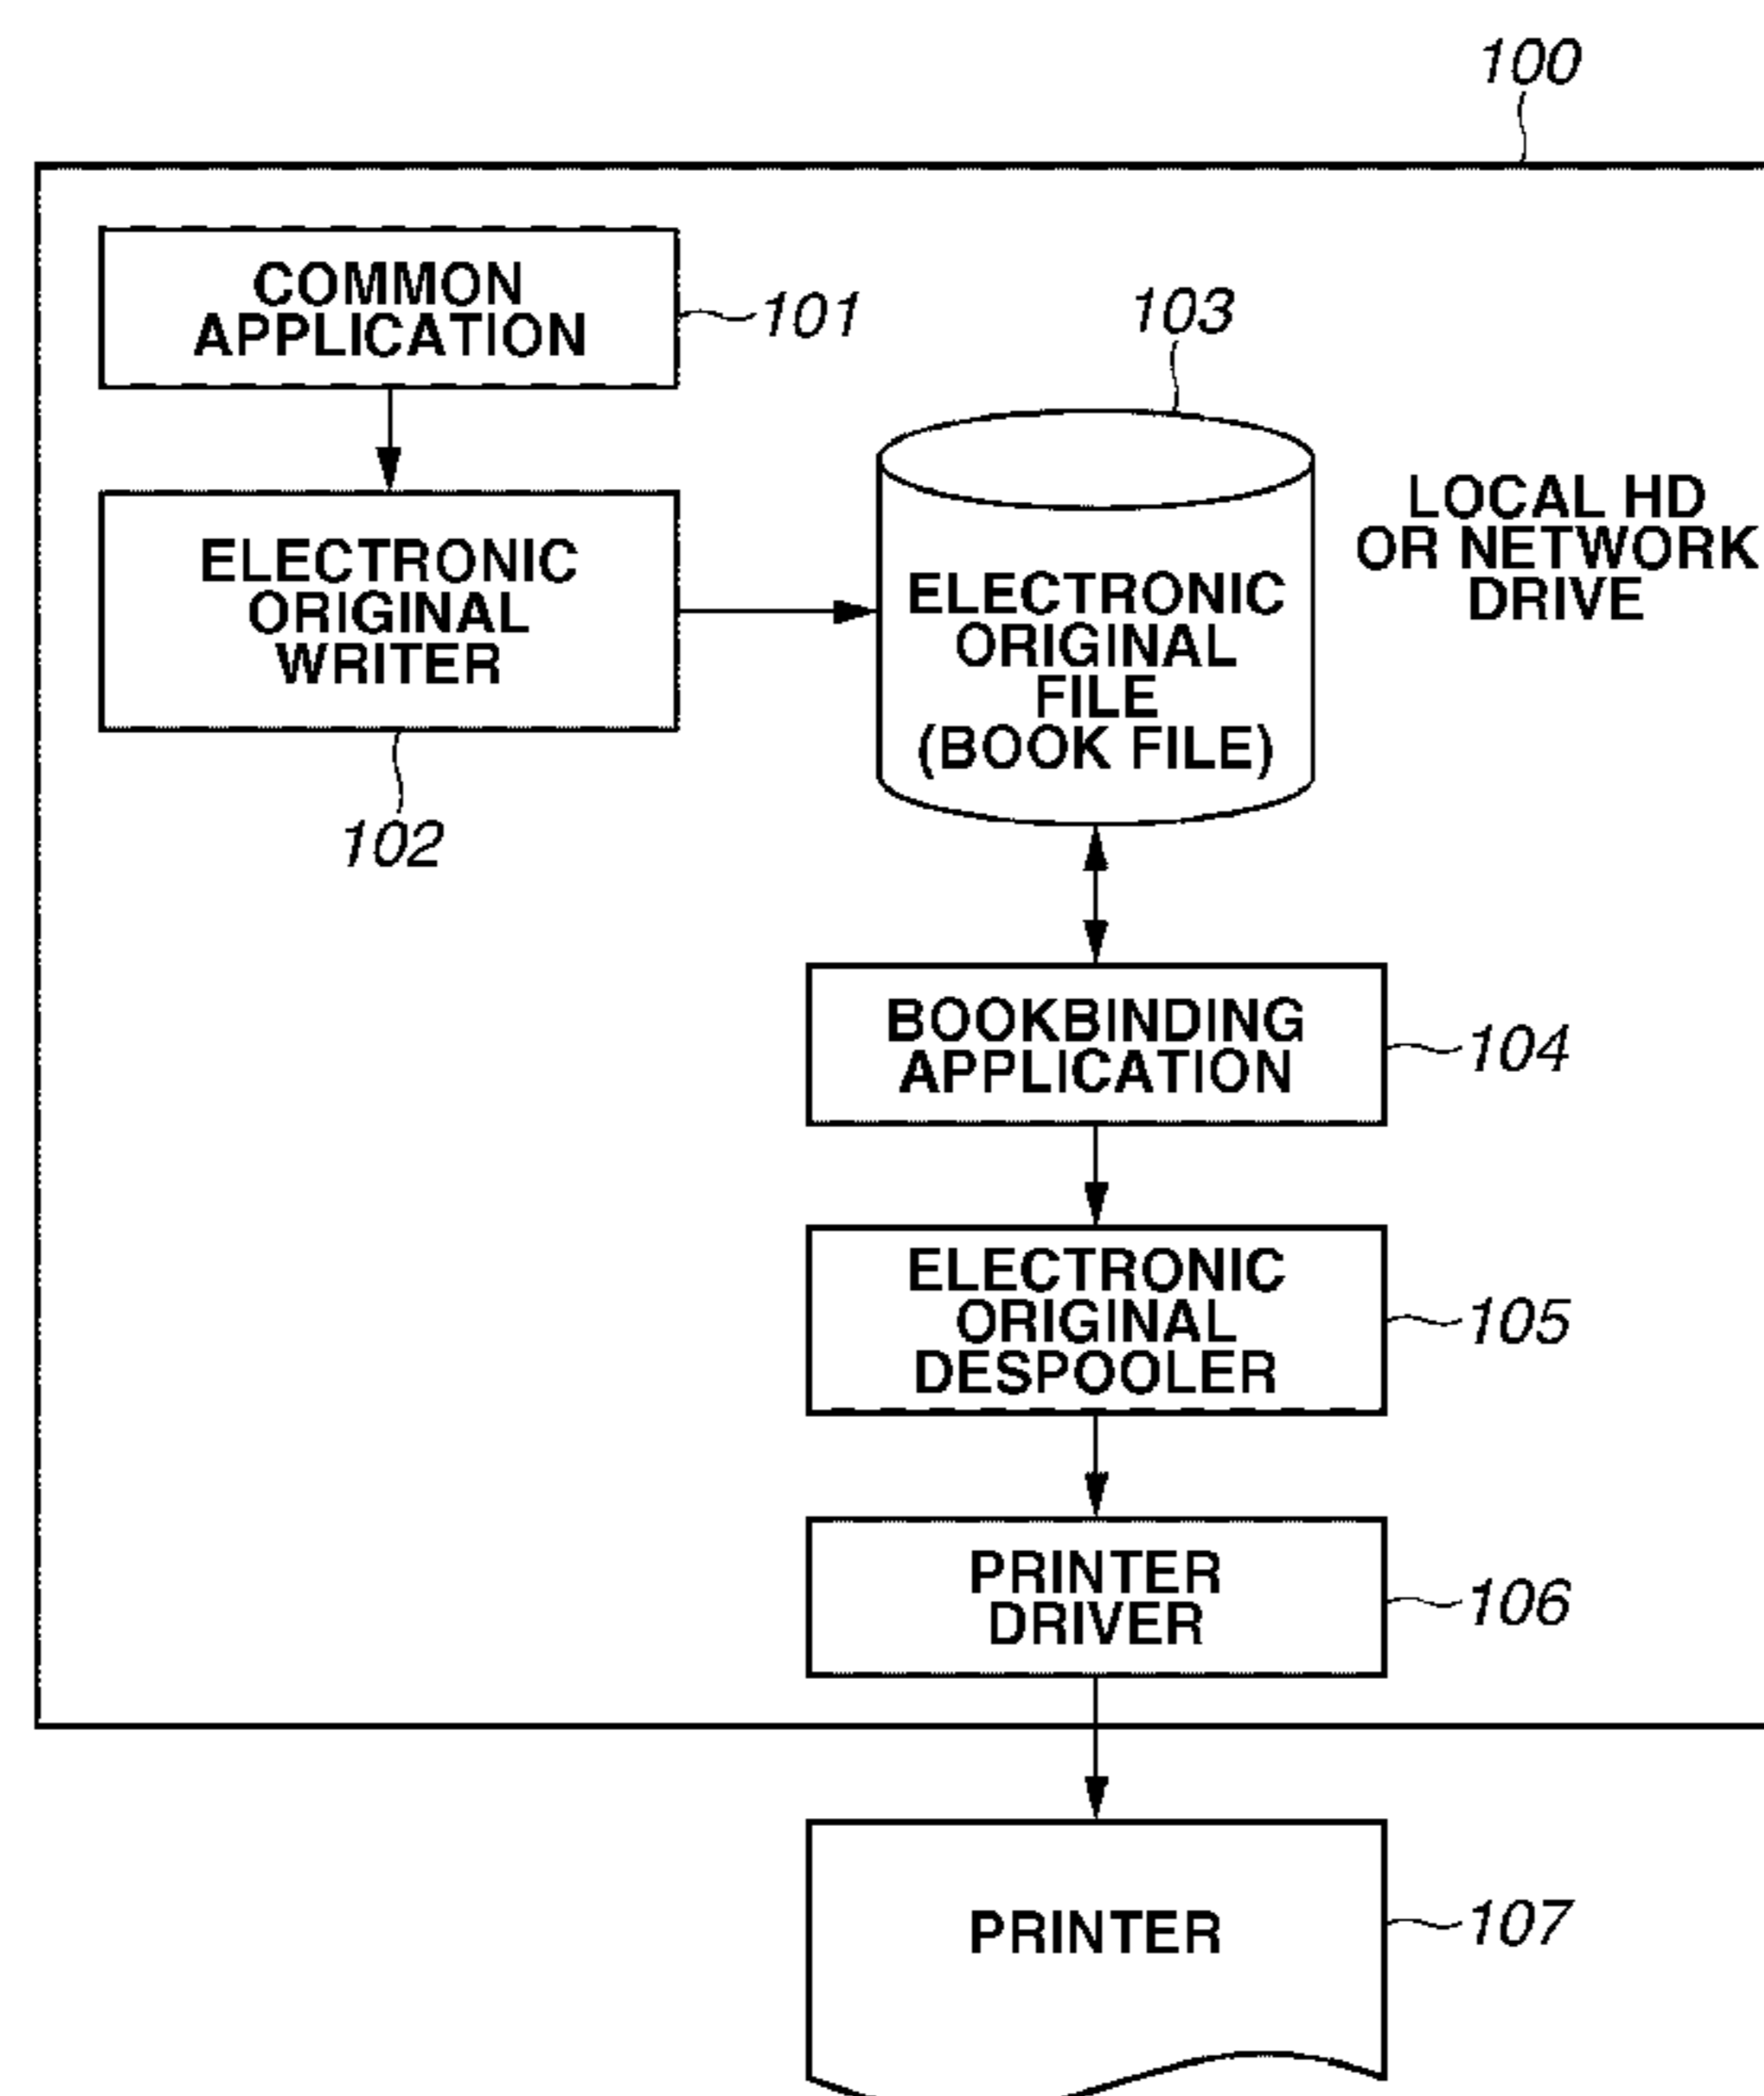 100
COMMON
APPLICATION
101
103
ELECTRONIC
ORIGINAL
WRITER
102
LOCAL HD
OR NETWORK
DRIVE
ELECTRONIC
ORIGINAL
FILE
(BOOK FILE)
BOOKBINDING
APPLICATION
104
ELECTRONIC
ORIGINAL
DESPOOLER
105
PRINTER
DRIVER
106
PRINTER
107